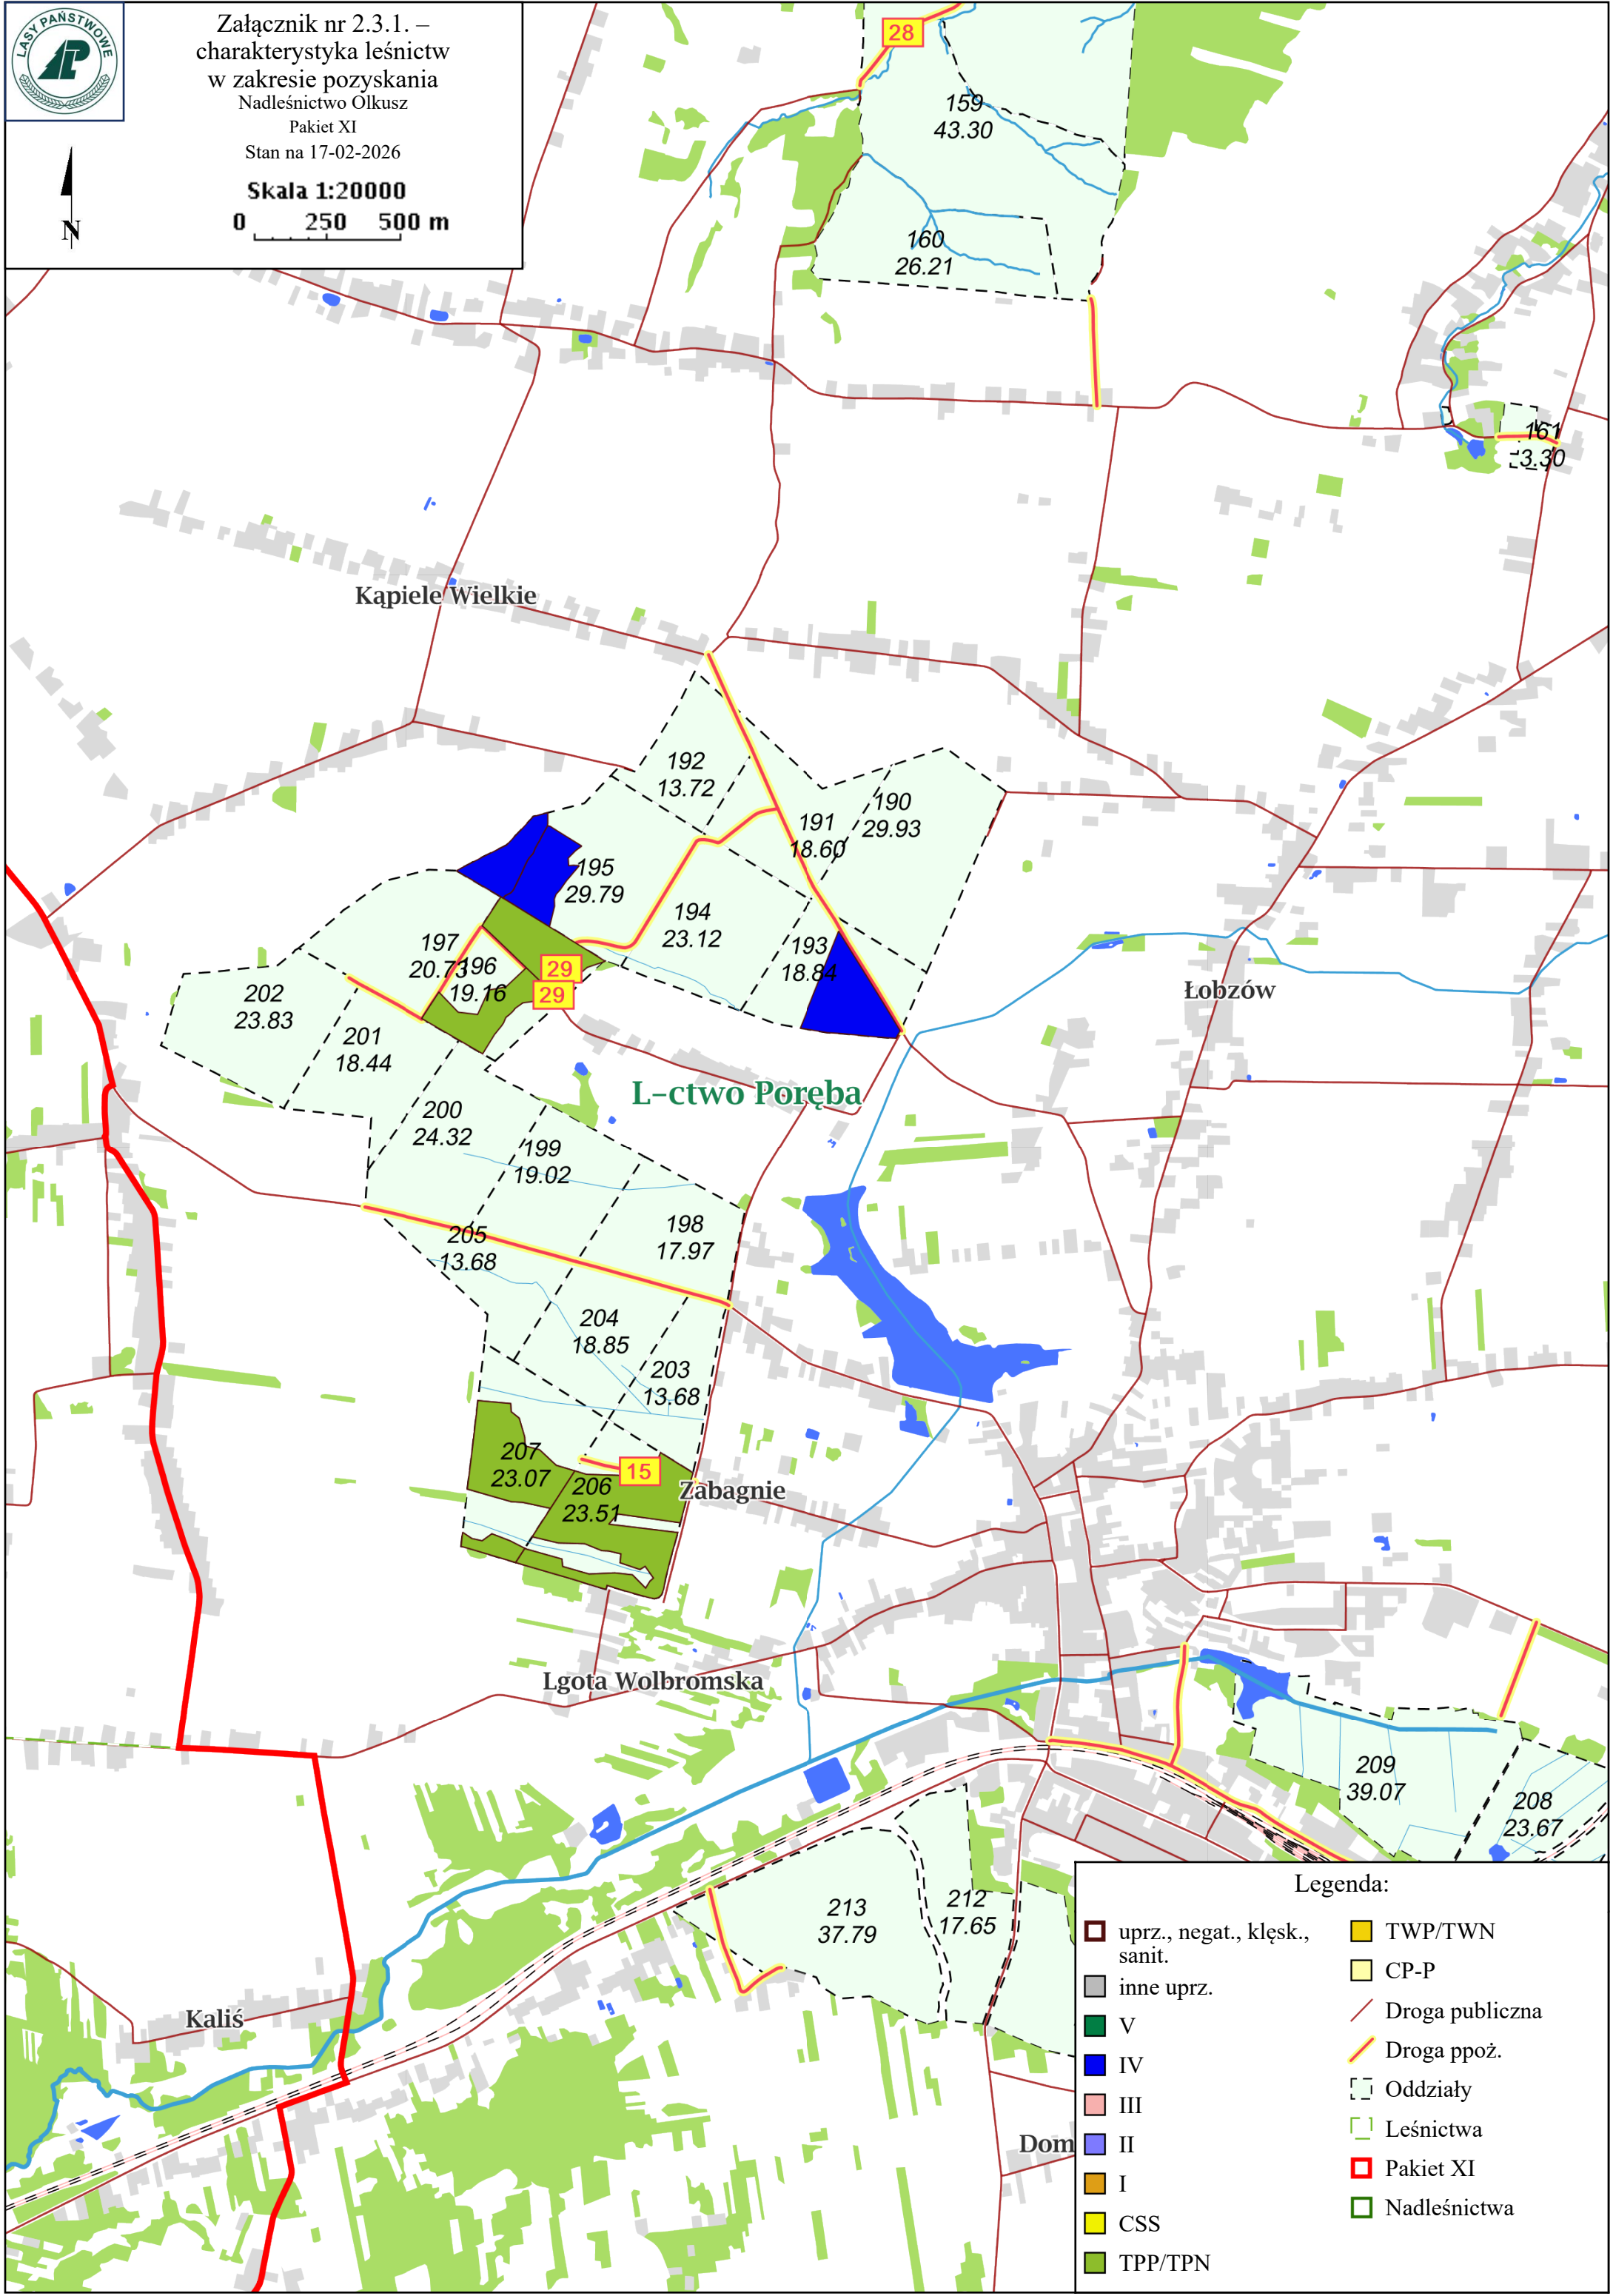 LASY PAŃSTWOWE
Załącznik nr 2.3.1. –
charakterystyka leśnictw
w zakresie pozyskania
Nadleśnictwo Olkusz
Pakiet XI
Stan na 17-02-2026
Skala 1:20000
0 250 500 m
N
28
159
43.30
160
26.21
161
3.30
Kąpiele Wielkie
192
13.72
190
29.93
191
18.60
195
29.79
194
23.12
193
18.84
197
20.73
196
19.16
29
29
202
23.83
201
18.44
Łobzów
L-ctwo Poręba
200
24.32
199
19.02
198
17.97
205
13.68
204
18.85
203
13.68
207
23.07
15
206
23.51
Zabagnie
Lgota Wolbromska
209
39.07
208
23.67
213
37.79
212
17.65
Kaliś
Dom
Legenda:
uprz., negat., klęsk.,
sanit.
inne uprz.
V
IV
III
II
I
CSS
TPP/TPN
TWP/TWN
CP-P
Droga publiczna
Droga ppoż.
Oddziały
Leśnictwa
Pakiet XI
Nadleśnictwa